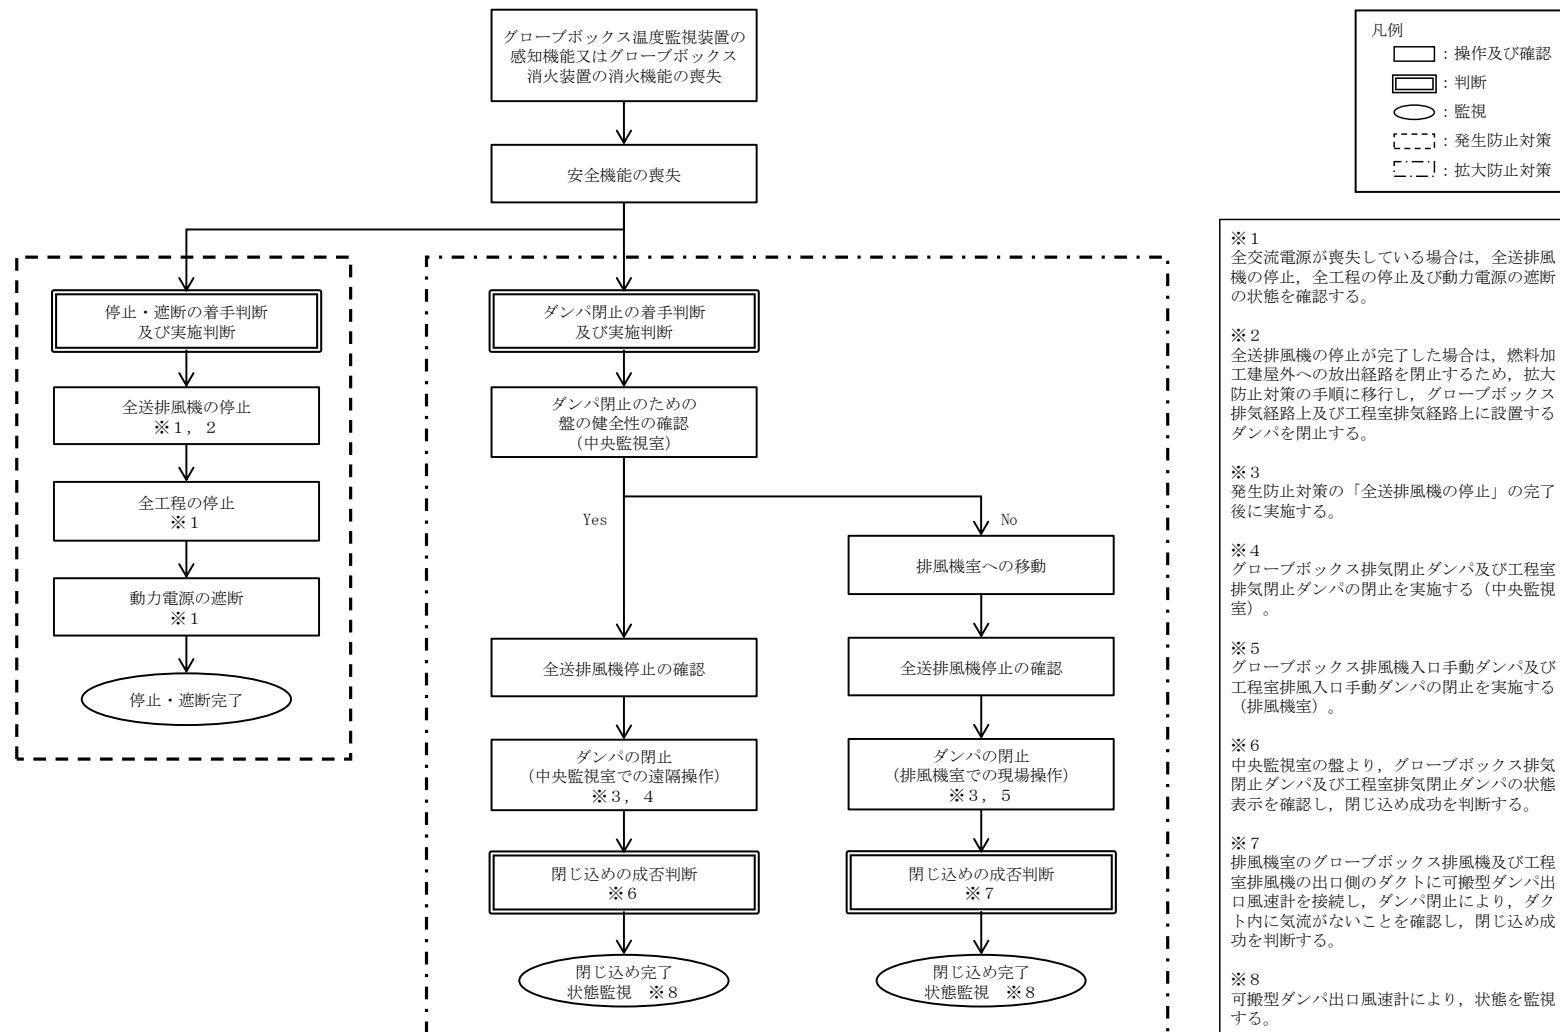 グローブボックス温度監視装置の
感知機能又はグローブボックス
消火装置の消火機能の喪失
安全機能の喪失
停止・遮断の着手判断
及び実施判断
全送排風機の停止
※１，２
全工程の停止
※１
動力電源の遮断
※１
停止・遮断完了
ダンパ閉止の着手判断
及び実施判断
ダンパ閉止のための
盤の健全性の確認
（中央監視室）
Yes
No
排風機室への移動
全送排風機停止の確認
全送排風機停止の確認
ダンパの閉止
（中央監視室での遠隔操作）
※３，４
ダンパの閉止
（排風機室での現場操作）
※３，５
閉じ込めの成否判断
※６
閉じ込めの成否判断
※７
閉じ込め完了
状態監視　※８
閉じ込め完了
状態監視　※８
凡例
：操作及び確認
：判断
：監視
：発生防止対策
：拡大防止対策
※１
全交流電源が喪失している場合は，全送排風
機の停止，全工程の停止及び動力電源の遮断
の状態を確認する。
※２
全送排風機の停止が完了した場合は，燃料加
工建屋外への放出経路を閉止するため，拡大
防止対策の手順に移行し，グローブボックス
排気経路上及び工程室排気経路上に設置する
ダンパを閉止する。
※３
発生防止対策の「全送排風機の停止」の完了
後に実施する。
※４
グローブボックス排気閉止ダンパ及び工程室
排気閉止ダンパの閉止を実施する（中央監視
室）。
※５
グローブボックス排風機入口手動ダンパ及び
工程室排風入口手動ダンパの閉止を実施する
（排風機室）。
※６
中央監視室の盤より，グローブボックス排気
閉止ダンパ及び工程室排気閉止ダンパの状態
表示を確認し，閉じ込め成功を判断する。
※７
排風機室のグローブボックス排風機及び工程
室排風機の出口側のダクトに可搬型ダンパ出
口風速計を接続し，ダンパ閉止により，ダク
ト内に気流がないことを確認し，閉じ込め成
功を判断する。
※８
可搬型ダンパ出口風速計により，状態を監視
する。